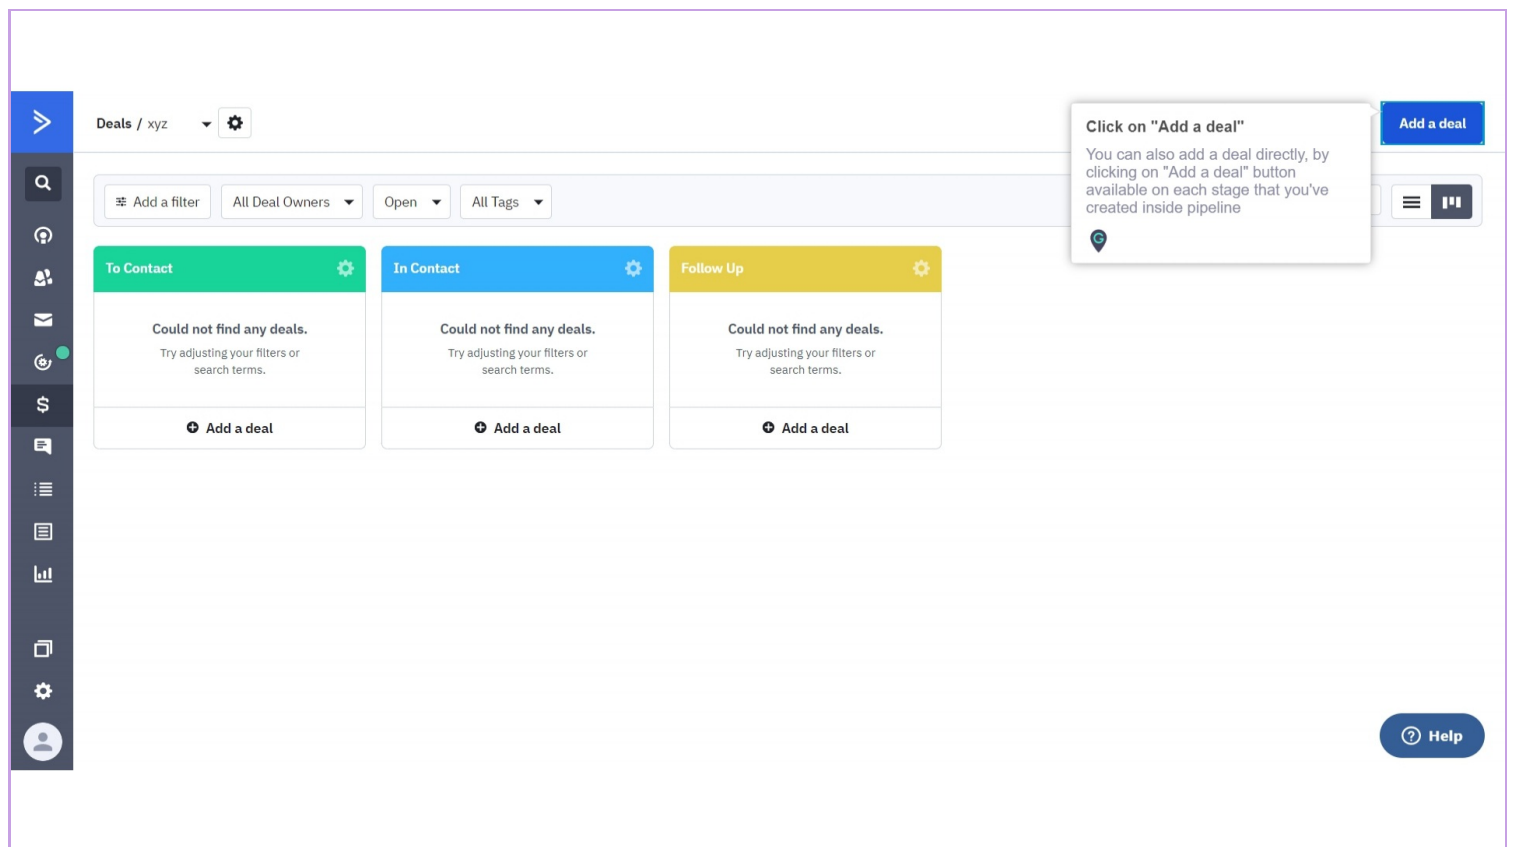 Deals / xyz
Add a deal
Click on "Add a deal"
You can also add a deal directly, by
clicking on "Add a deal" button
available on each stage that you've
created inside pipeline
G
Add a filter
All Deal Owners
Open
All Tags
To Contact
In Contact
Follow Up
Could not find any deals.
Try adjusting your filters or
search terms.
Could not find any deals.
Try adjusting your filters or
search terms.
Could not find any deals.
Try adjusting your filters or
search terms.
Add a deal
Add a deal
Add a deal
Help